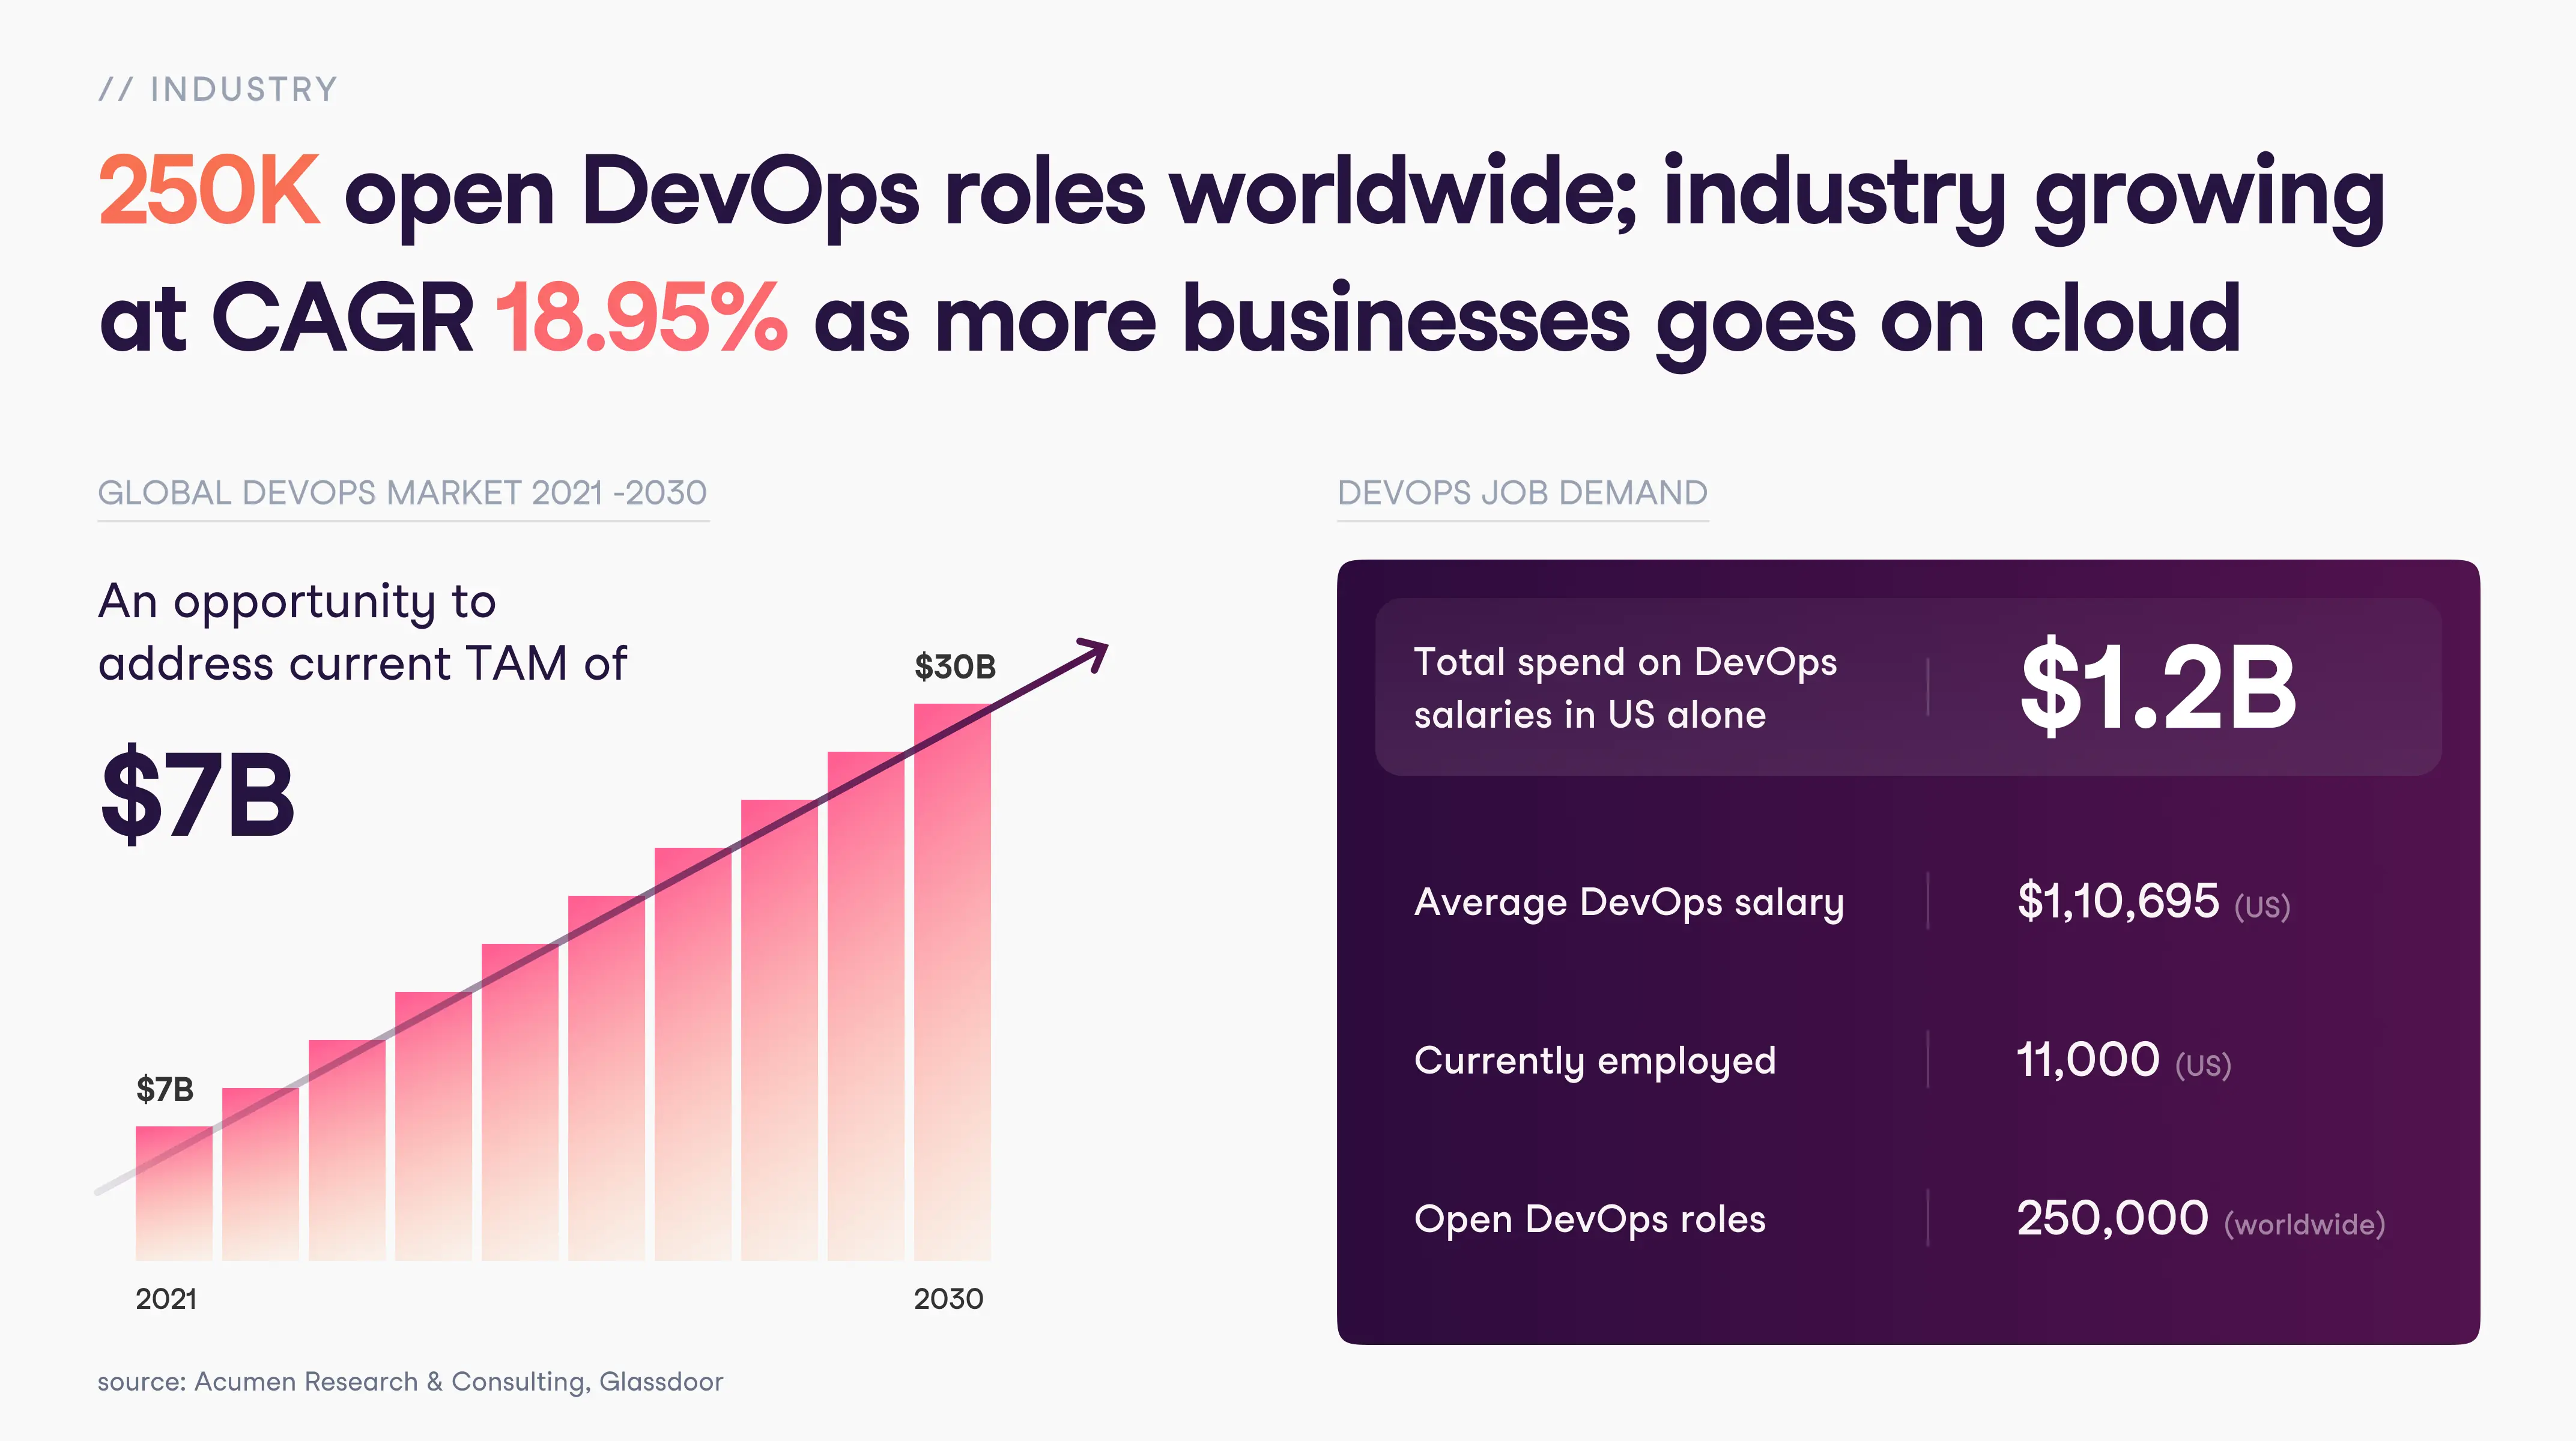 // INDUSTRY
250K open DevOps roles worldwide; industry growing
at CAGR 18.95% as more businesses goes on cloud
GLOBAL DEVOPS MARKET 2021 -2030
An opportunity to
address current TAM of
$7B
$30B
$7B
2021
2030
source: Acumen Research & Consulting, Glassdoor
DEVOPS JOB DEMAND
Total spend on DevOps
salaries in US alone
$1.2B
Average DevOps salary
$1,10,695 (US)
Currently employed
11,000 (US)
Open DevOps roles
250,000 (worldwide)